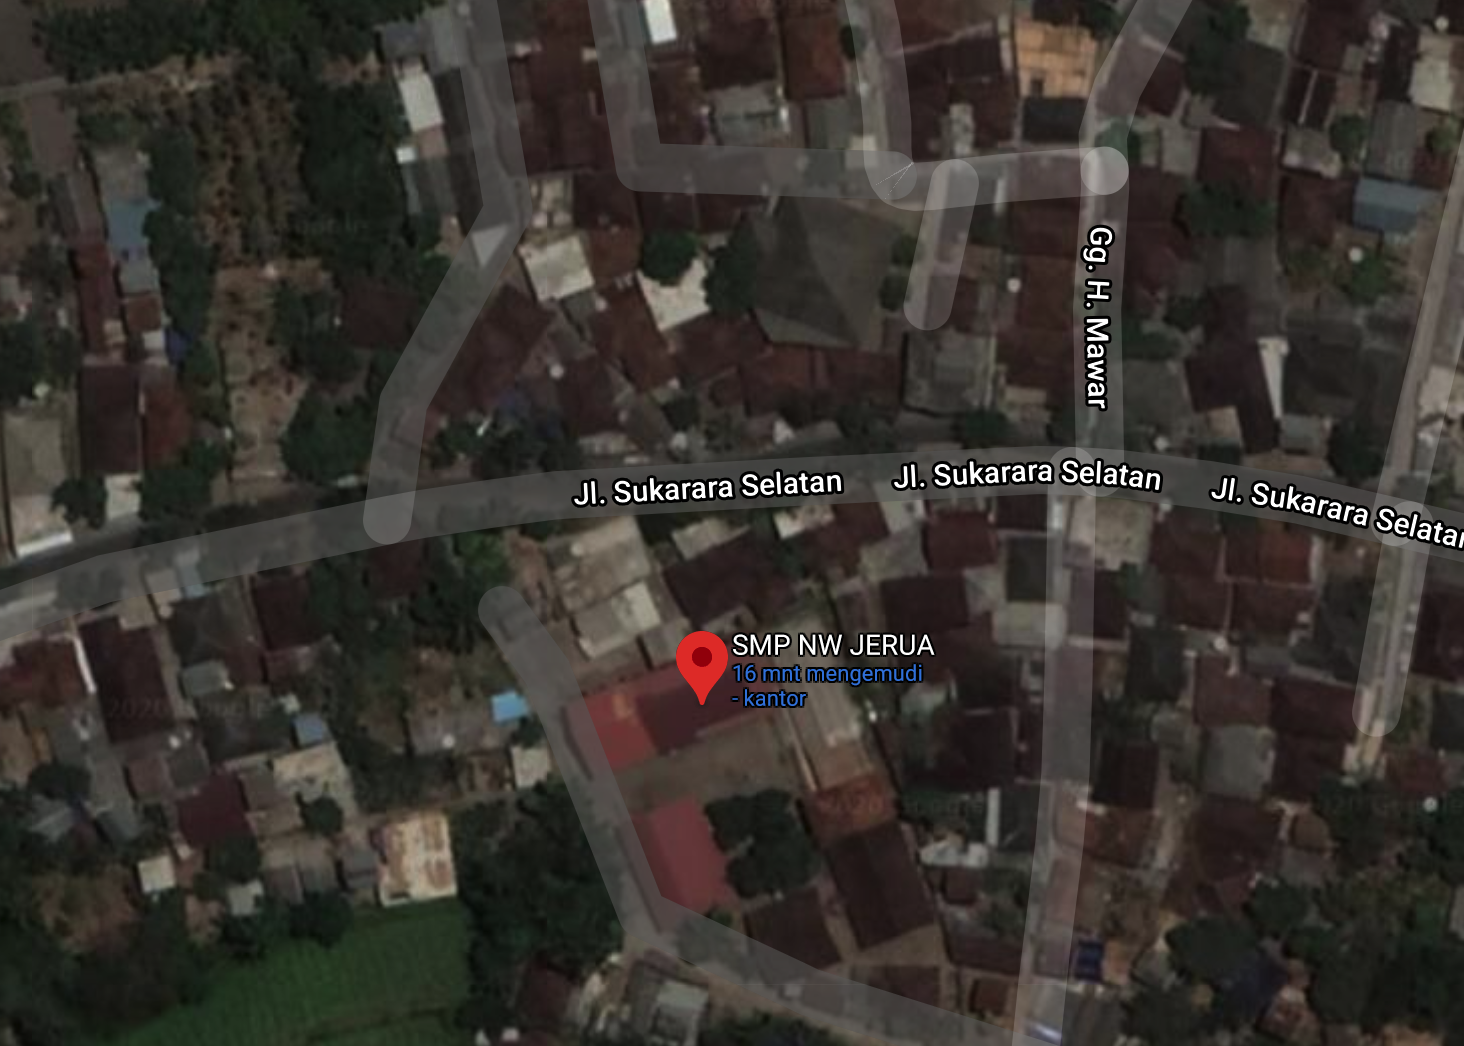 Gg. H. Mawar
Jl. Sukarara Selatan
Jl. Sukarara Selatan
Jl. Sukarara Selatan
SMP NW JERUA
16 mnt mengemudi
- kantor